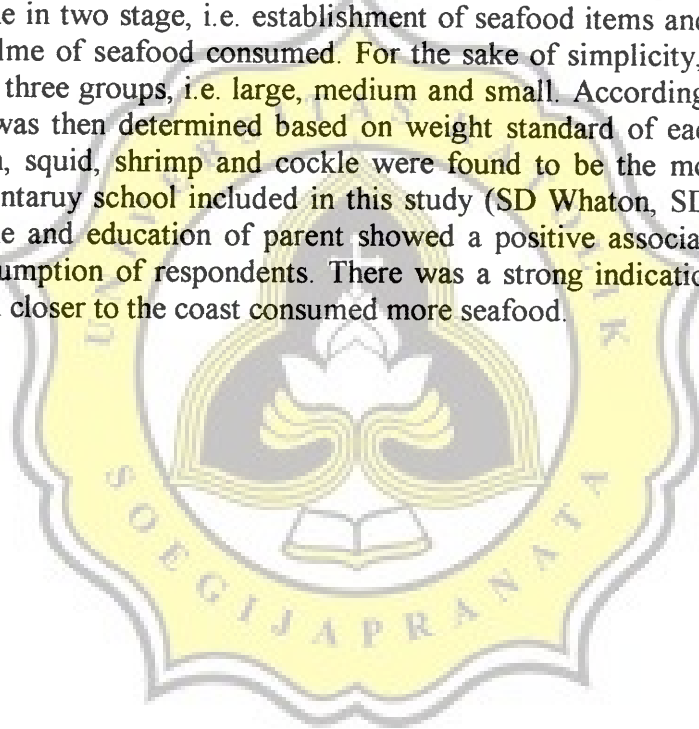 e in two stage, i.e. establishment of seafood items and
lme of seafood consumed. For the sake of simplicity,
three groups, i.e. large, medium and small. According
was then determined based on weight standard of eac
, squid, shrimp and cockle were found to be the mo
ntaruy school included in this study (SD Whaton, SD
e and education of parent showed a positive associa
umption of respondents. There was a strong indicatio
closer to the coast consumed more seafood.
SOEGIJAPRANATA